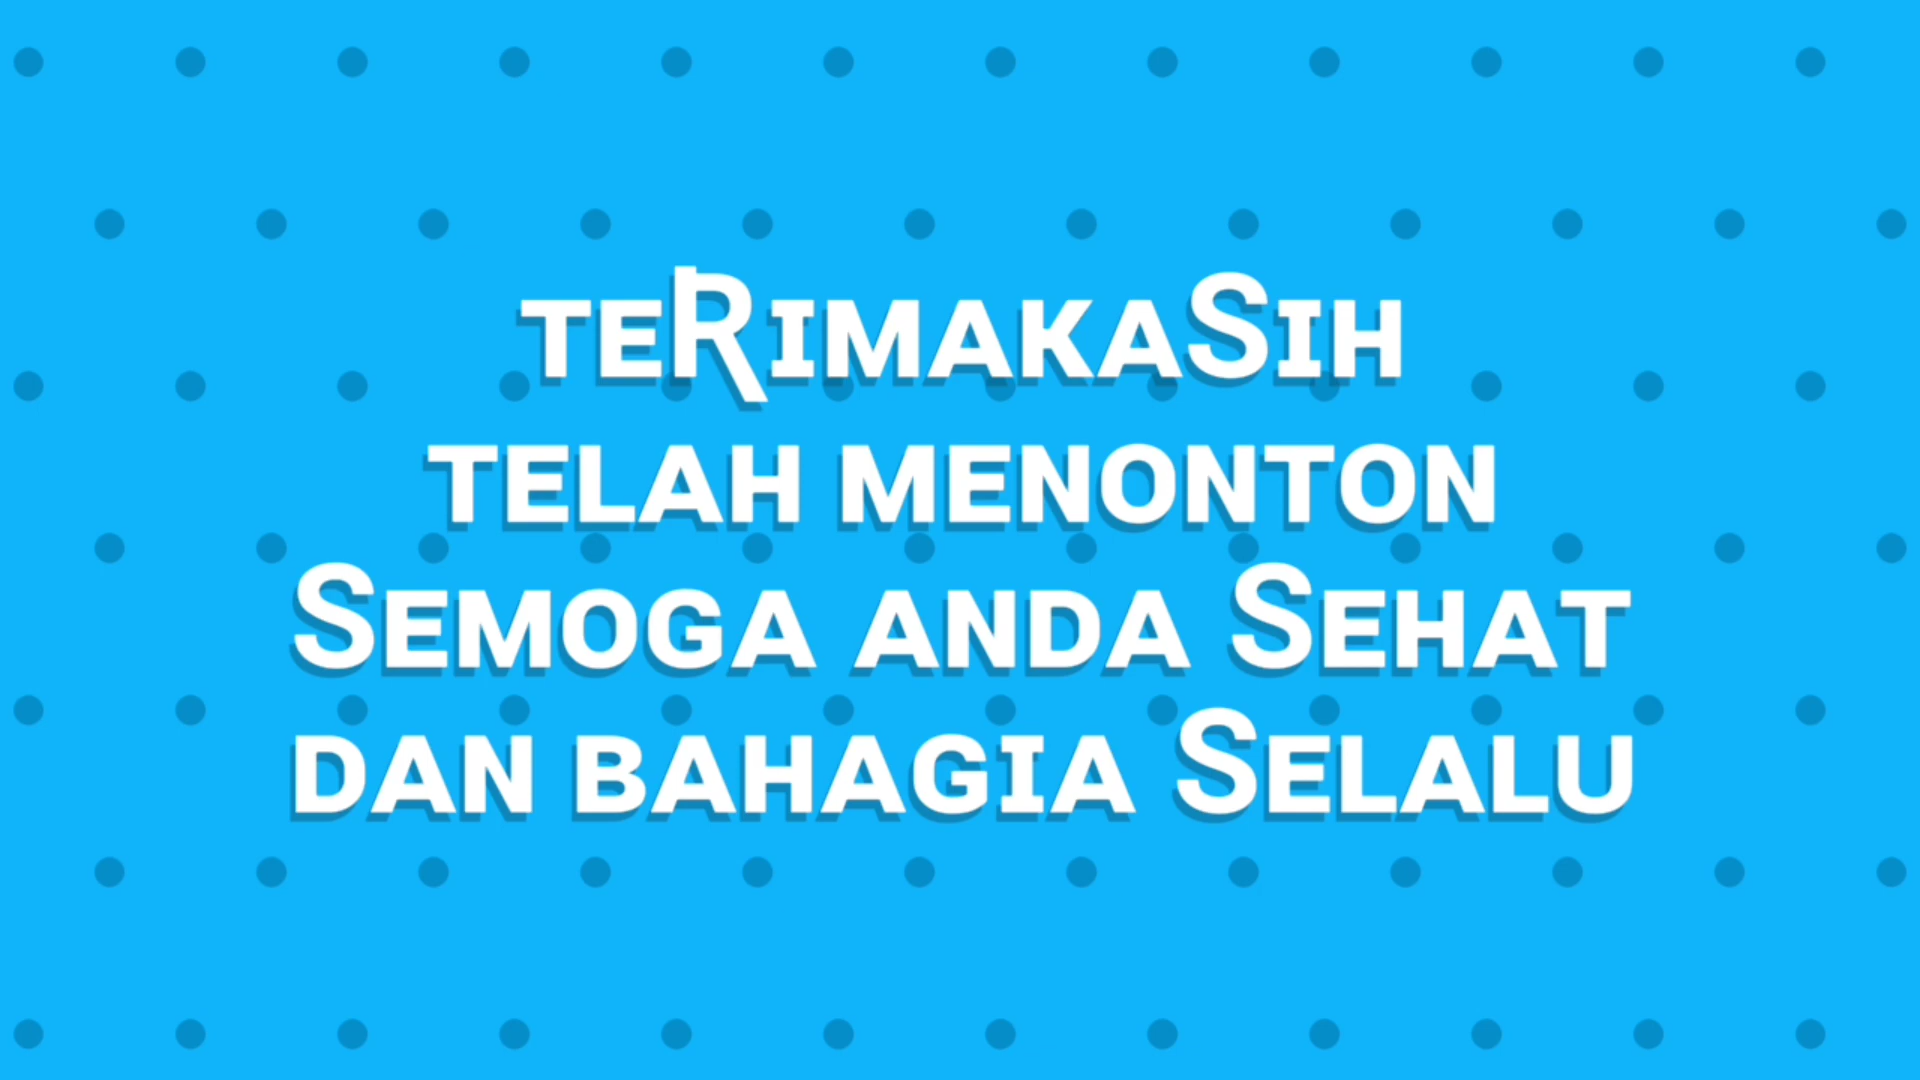 teRimakaSih
telah menonton
Semoga anda Sehat
dan bahagia Selalu